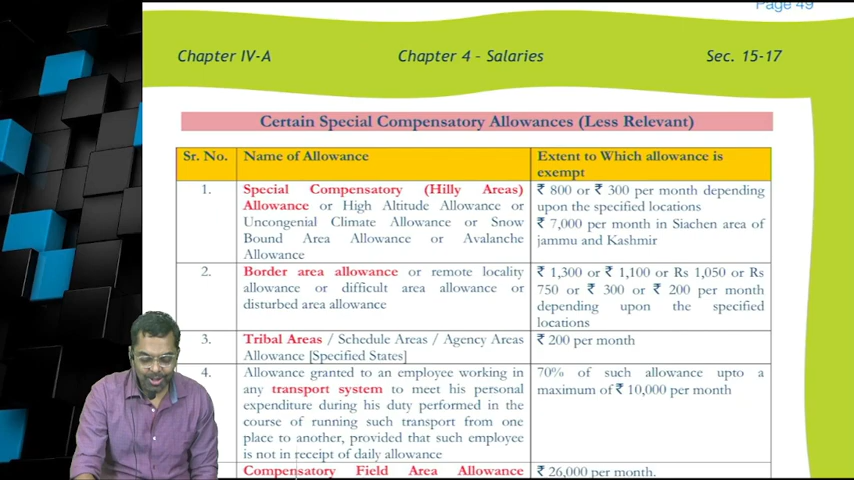 Page 49
Chapter IV-A
Chapter 4 – Salaries
Sec. 15-17
Certain Special Compensatory Allowances (Less Relevant)
Sr. No.
Name of Allowance
Extent to Which allowance is
exempt
1.
Special Compensatory (Hilly Areas)
Allowance or High Altitude Allowance or
Uncongenial Climate Allowance or Snow
Bound Area Allowance or Avalanche
Allowance
₹ 800 or ₹ 300 per month depending
upon the specified locations
₹ 7,000 per month in Siachen area of
jammu and Kashmir
2.
Border area allowance or remote locality
allowance or difficult area allowance or
disturbed area allowance
₹ 1,300 or ₹ 1,100 or Rs 1,050 or Rs
750 or ₹ 300 or ₹ 200 per month
depending upon the specified
locations
3.
Tribal Areas / Schedule Areas / Agency Areas
Allowance [Specified States]
₹ 200 per month
4.
Allowance granted to an employee working in
any transport system to meet his personal
expenditure during his duty performed in the
course of running such transport from one
place to another, provided that such employee
is not in receipt of daily allowance
70% of such allowance upto a
maximum of ₹ 10,000 per month
Compensatory Field Area Allowance
₹ 26,000 per month.